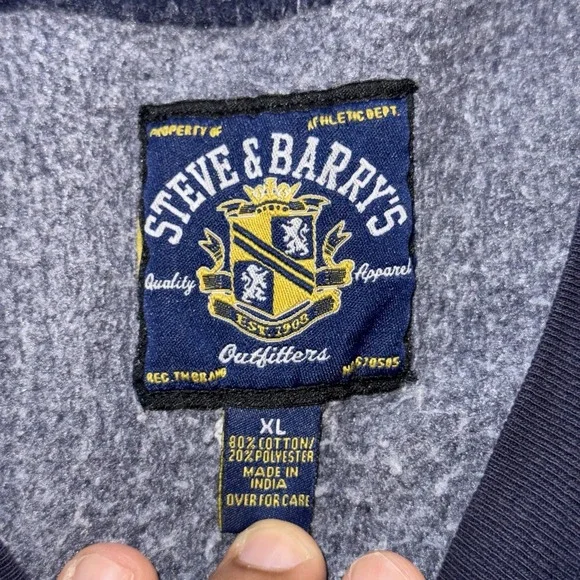 PROPERTY OF ATHLETIC DEPT.
STEVE & BARRY'S
Quality Apparel
EST. 1908
Outfitters
REG. TM BRAND
XL
80% COTTON/
20% POLYESTER
MADE IN
INDIA
OVER FOR CARE